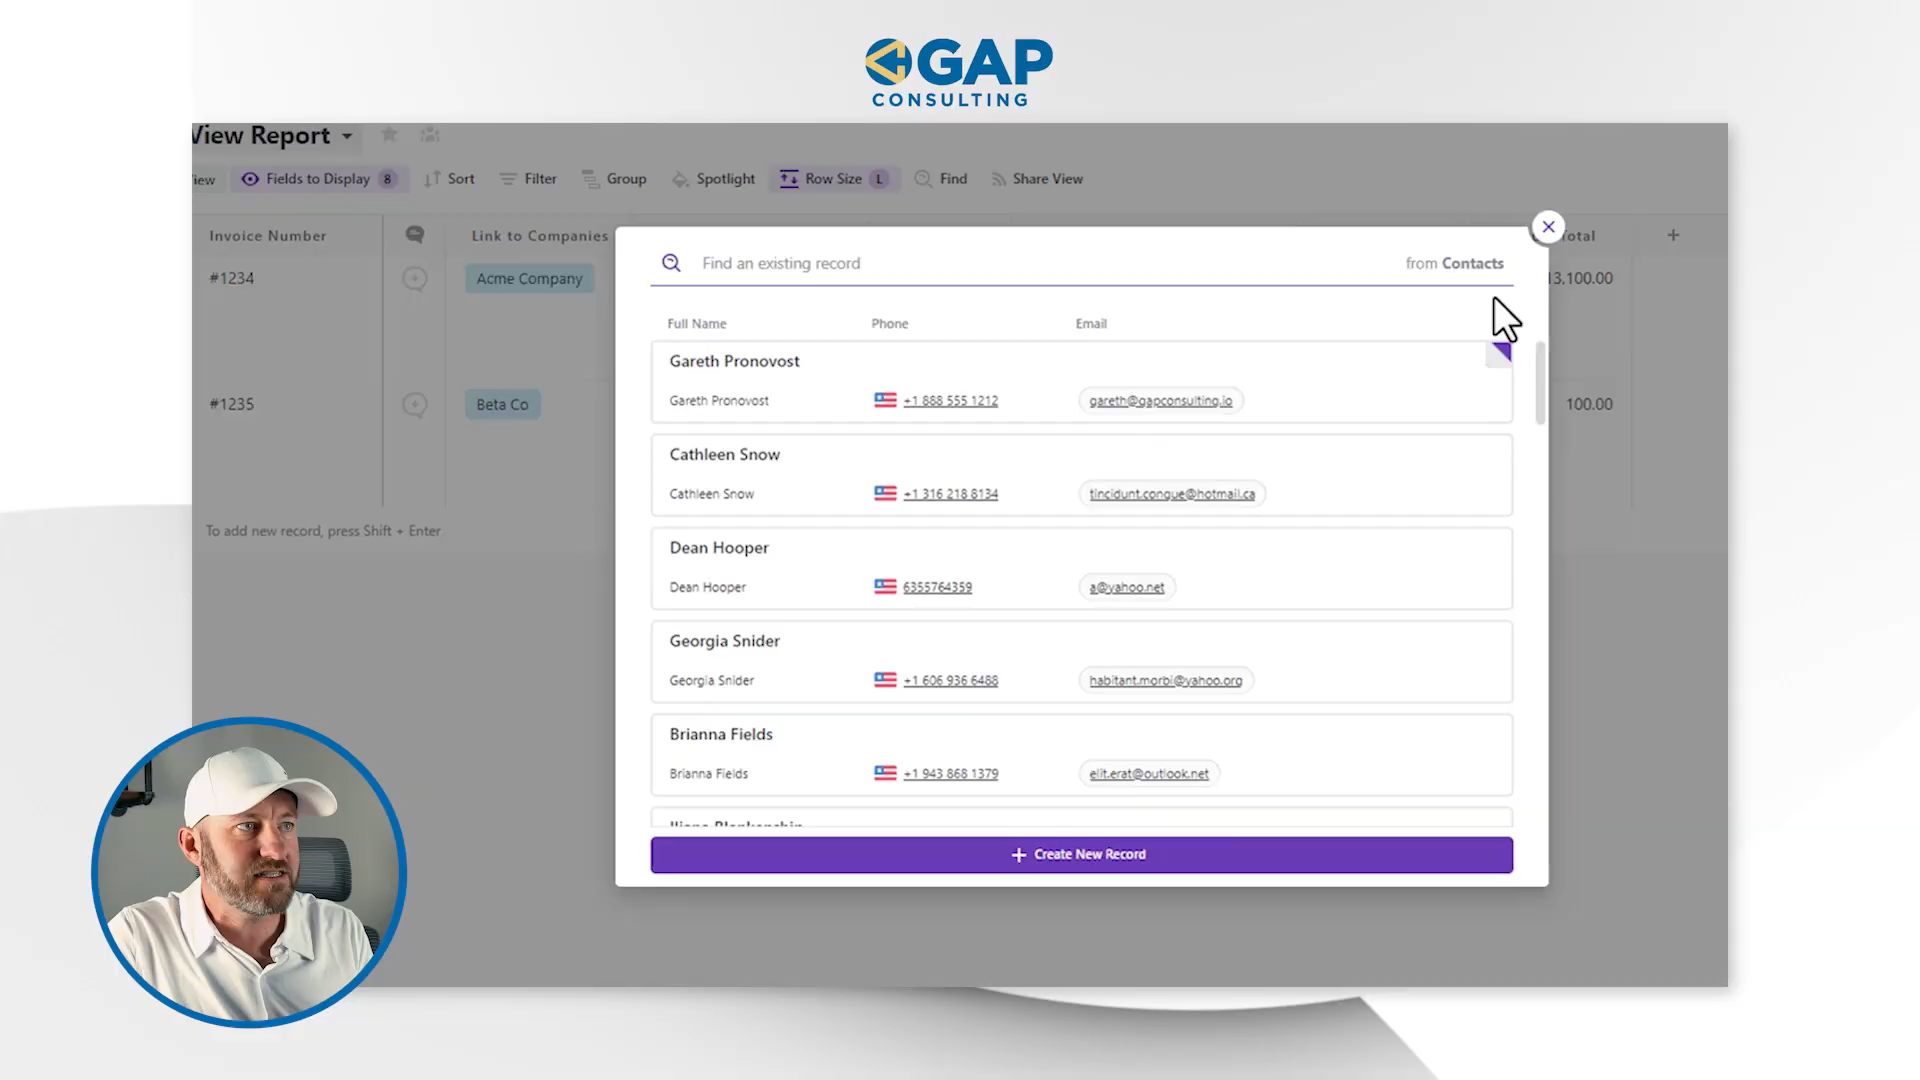 GAP
CONSULTING
View Report
iew
Fields to Display 8
Sort
Filter
Group
Spotlight
Row Size L
Find
Share View
Invoice Number
Link to Companies
Total
#1234
Acme Company
13,100.00
#1235
Beta Co
100.00
To add new record, press Shift + Enter
Find an existing record
from Contacts
Full Name
Phone
Email
Gareth Pronovost
Gareth Pronovost
+1 888 555 1212
gareth@gapconsulting.io
Cathleen Snow
Cathleen Snow
+1 316 218 8134
tincidunt.congue@hotmail.ca
Dean Hooper
Dean Hooper
6355764359
a@yahoo.net
Georgia Snider
Georgia Snider
+1 606 936 6488
habitant.morbi@yahoo.org
Brianna Fields
Brianna Fields
+1 943 868 1379
elit.erat@outlook.net
+ Create New Record